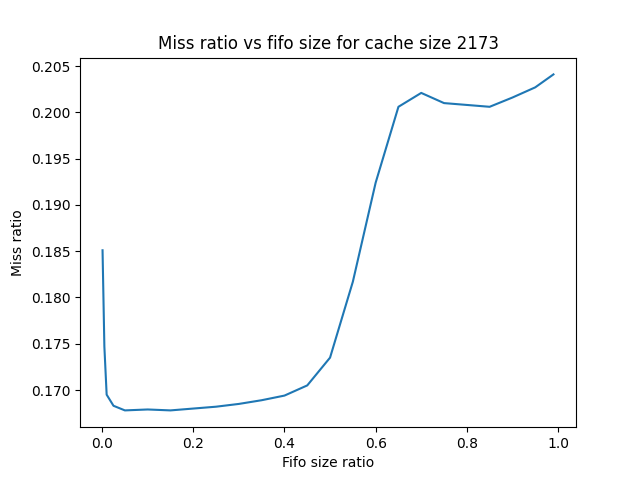 Miss ratio vs fifo size for cache size 2173
0.205
0.200
0.195
0.190
0.185
0.180
0.175
0.170
Miss ratio
0.0 0.2 0.4 0.6 0.8 1.0
Fifo size ratio